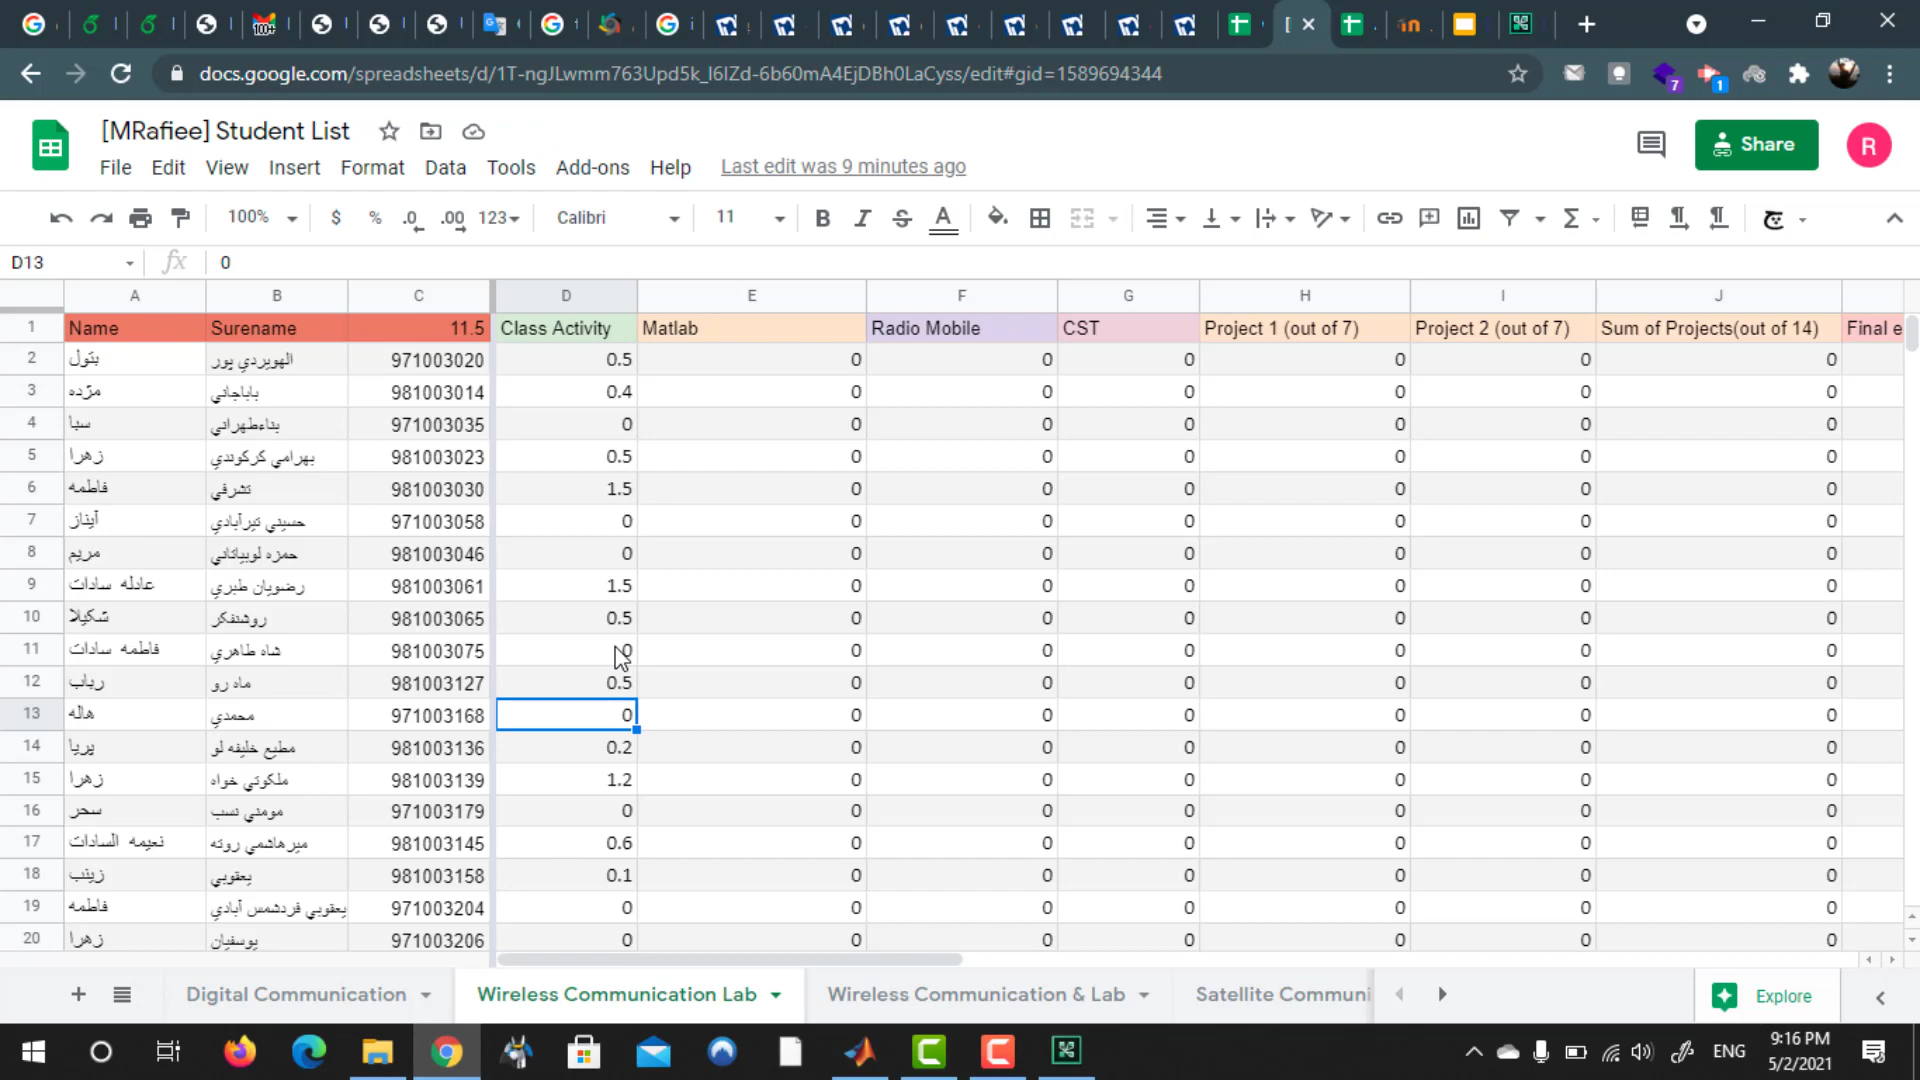 docs.google.com/spreadsheets/d/1T-ngJLwmm763Upd5k_l6IZd-6b60mA4EjDBh0LaCyss/edit#gid=1589694344
[MRafiee] Student List
Share
R
File Edit View Insert Format Data Tools Add-ons Help Last edit was 9 minutes ago
100% $ % .0 .00 123 Calibri 11 B I S A
D13 fx 0
A B C D E F G H I J
1 Name Surename 11.5 Class Activity Matlab Radio Mobile CST Project 1 (out of 7) Project 2 (out of 7) Sum of Projects(out of 14) Final e
2 بتول الهويردي پور 971003020 0.5 0 0 0 0 0 0
3 مژده باباجاني 981003014 0.4 0 0 0 0 0 0
4 سبا بناءطهراني 971003035 0 0 0 0 0 0 0
5 زهرا بهرامي كركوندي 981003023 0.5 0 0 0 0 0 0
6 فاطمه تشرفي 981003030 1.5 0 0 0 0 0 0
7 آيناز حسيني تيرآبادي 971003058 0 0 0 0 0 0 0
8 مريم حمزه لوبياتاني 981003046 0 0 0 0 0 0 0
9 عادله سادات رضويان طبري 981003061 1.5 0 0 0 0 0 0
10 شكيلا روشنفكر 981003065 0.5 0 0 0 0 0 0
11 فاطمه سادات شاه طاهري 981003075 0 0 0 0 0 0 0
12 رباب ماه رو 981003127 0.5 0 0 0 0 0 0
13 هاله محمدي 971003168 0 0 0 0 0 0 0
14 پريا مطيع خليفه لو 981003136 0.2 0 0 0 0 0 0
15 زهرا ملكوتي خواه 981003139 1.2 0 0 0 0 0 0
16 سحر مومني نسب 971003179 0 0 0 0 0 0 0
17 نعيمه السادات ميرهاشمي روته 981003145 0.6 0 0 0 0 0 0
18 زينب يعقوبي 981003158 0.1 0 0 0 0 0 0
19 فاطمه يعقوبي فردشمس آبادي 971003204 0 0 0 0 0 0 0
20 زهرا يوسفيان 971003206 0 0 0 0 0 0 0
Digital Communication Wireless Communication Lab Wireless Communication & Lab Satellite Communi Explore
ENG 9:16 PM
5/2/2021